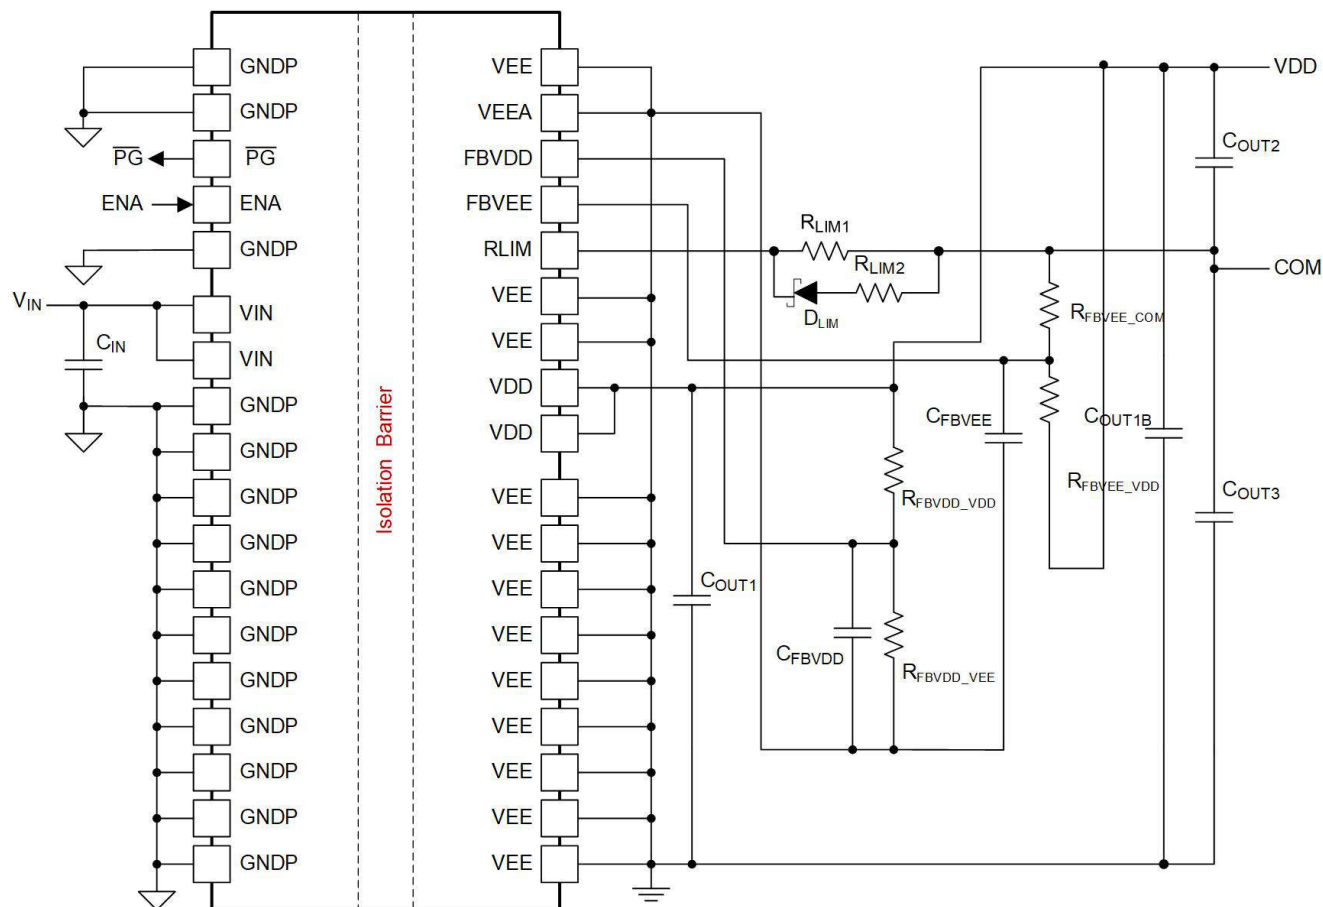 GNDP
GNDP
PG
PG
ENA
ENA
GNDP
VIN
VIN
CIN
VIN
GNDP
GNDP
GNDP
GNDP
GNDP
GNDP
GNDP
GNDP
GNDP
GNDP
GNDP
Isolation Barrier
VEE
VEEA
FBVDD
FBVEE
RLIM
VEE
VEE
VDD
VDD
VEE
VEE
VEE
VEE
VEE
VEE
VEE
VEE
VEE
RLIM1
RLIM2
DLIM
COUT1
CFBVDD
RFBVDD_VDD
RFBVDD_VEE
CFBVEE
RFBVEE_COM
RFBVEE_VDD
COUT1B
VDD
COUT2
COM
COUT3